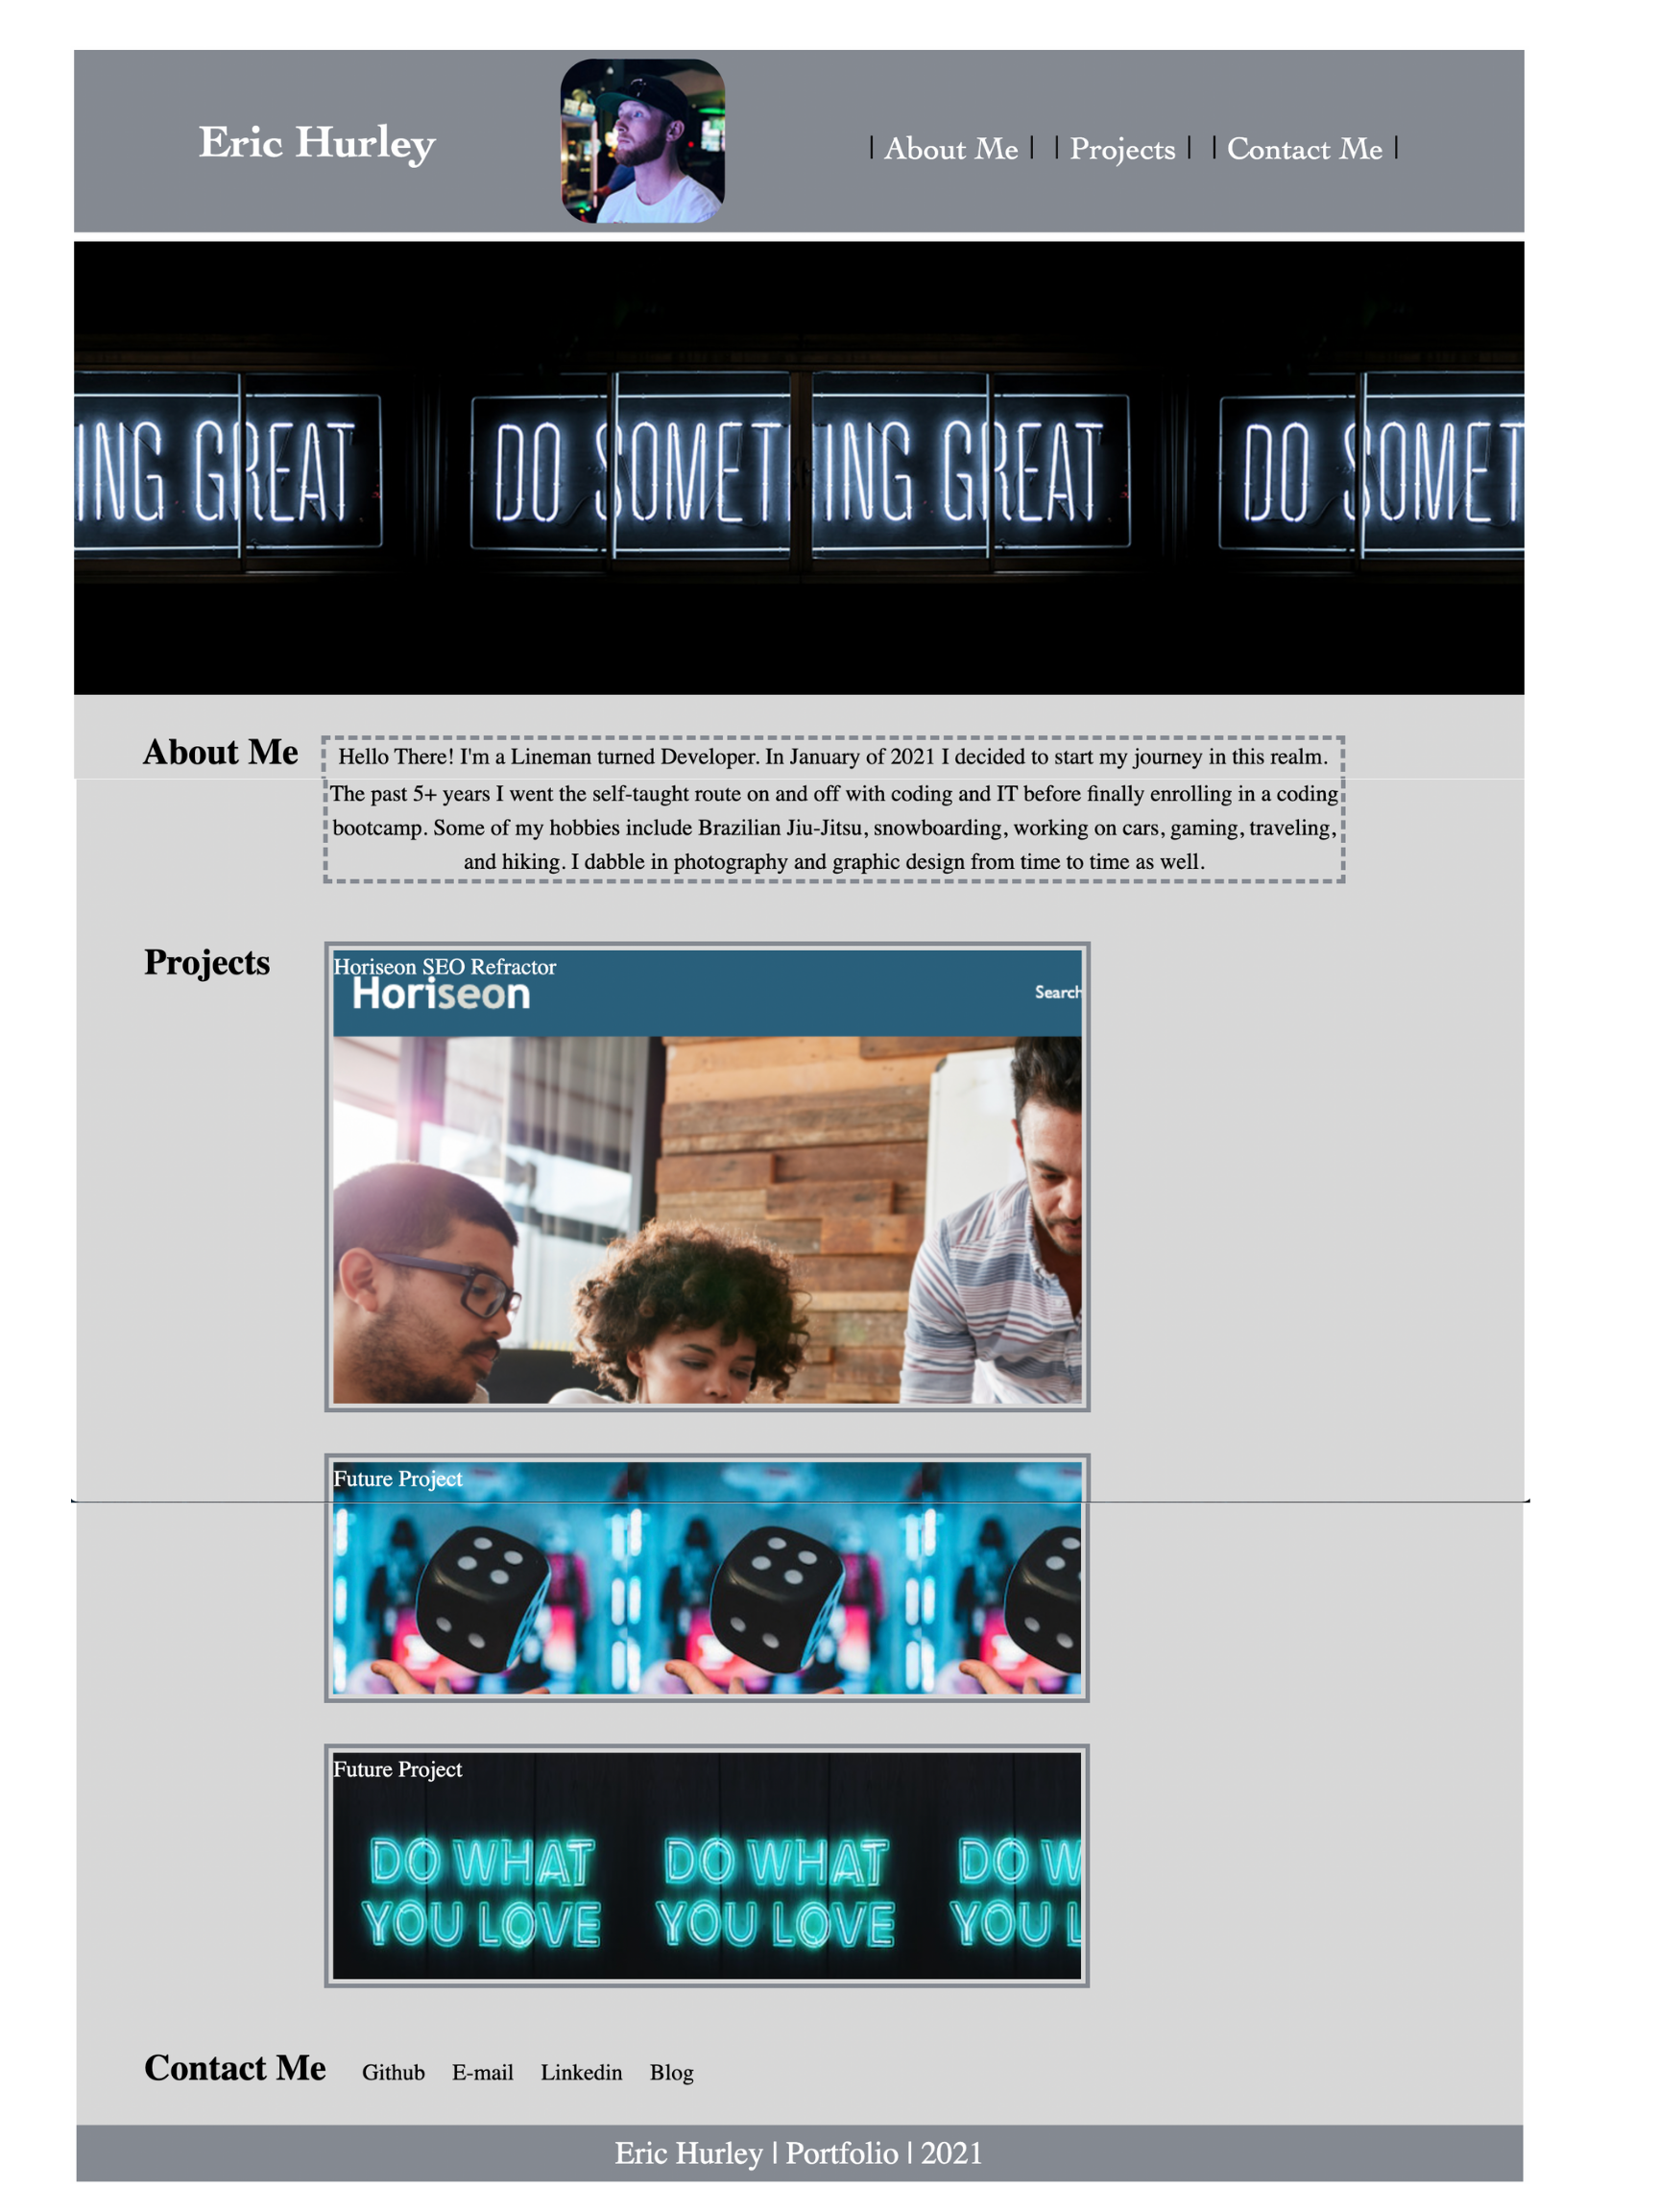 Eric Hurley
| About Me | | Projects | | Contact Me |
ING GREAT DO SOMET ING GREAT DO SOMET
About Me
Hello There! I'm a Lineman turned Developer. In January of 2021 I decided to start my journey in this realm.
The past 5+ years I went the self-taught route on and off with coding and IT before finally enrolling in a coding
bootcamp. Some of my hobbies include Brazilian Jiu-Jitsu, snowboarding, working on cars, gaming, traveling,
and hiking. I dabble in photography and graphic design from time to time as well.
Projects
Horiseon SEO Refractor
Horiseon Search
Future Project
Future Project
DO WHAT DO WHAT DO W
YOU LOVE YOU LOVE YOU L
Contact Me Github E-mail Linkedin Blog
Eric Hurley | Portfolio | 2021